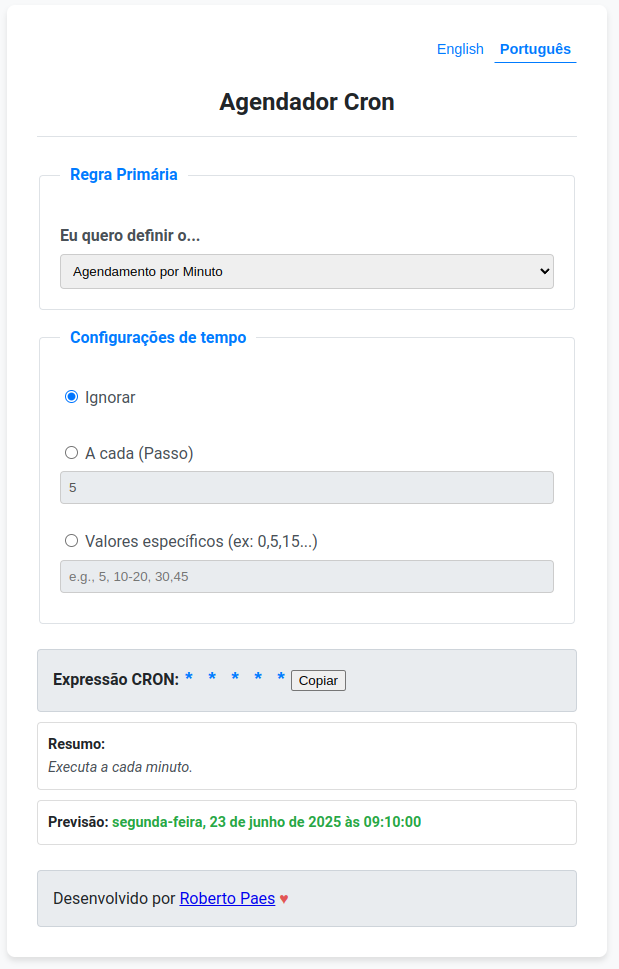 English Português
Agendador Cron
Regra Primária
Eu quero definir o...
Agendamento por Minuto
Configurações de tempo
Ignorar
A cada (Passo)
5
Valores específicos (ex: 0,5,15...)
e.g., 5, 10-20, 30,45
Expressão CRON: * * * * * Copiar
Resumo:
Executa a cada minuto.
Previsão: segunda-feira, 23 de junho de 2025 às 09:10:00
Desenvolvido por Roberto Paes ♥